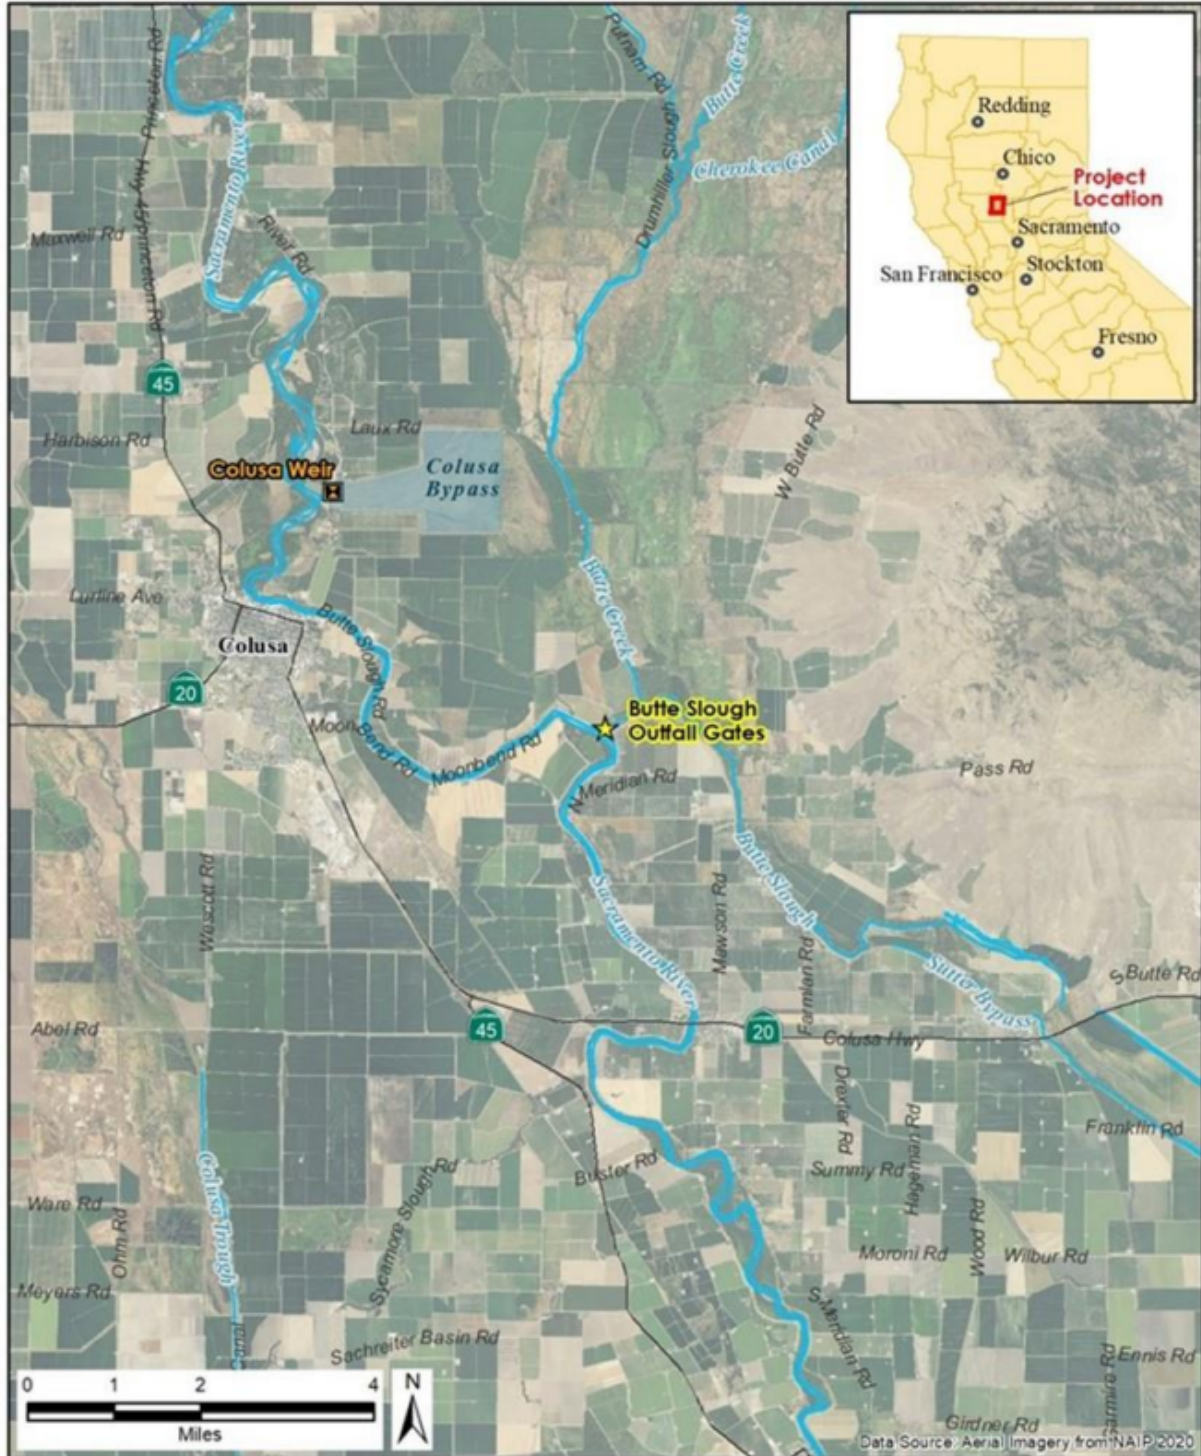 Putnam Rd
Butte Creek
Cherokee Canal
Drumhiller Slough
Princeton Rd
Hwy 45
Princeton Rd
Sacramento River
Maxwell Rd
River Rd
45
Harbison Rd
Laux Rd
Colusa Weir
Colusa
Bypass
W Butte Rd
Redding
Chico
Project
Location
Sacramento
Stockton
San Francisco
Fresno
Lurline Ave
Butte Creek
Butte Slough Rd
Colusa
20
Butte Slough
Outfall Gates
Moon Bend Rd
Moonbend Rd
N Meridian Rd
Pass Rd
Butte Slough
Wescott Rd
Sacramento River
Mawson Rd
Farmlan Rd
Sutter Bypass
S Butte Rd
Abel Rd
45
20
Colusa Hwy
Drexter Rd
Hageman Rd
Franklin Rd
Colusa Trough
Sycamore Slough Rd
Buster Rd
Summy Rd
Ware Rd
Ohm Rd
Moroni Rd
Wood Rd
Wilbur Rd
Meyers Rd
S Meridian Rd
Canal
Sachreiter Basin Rd
Ennis Rd
Girdner Rd
0 1 2 4
Miles
N
Data Source: Aerial Imagery from NAIP 2020